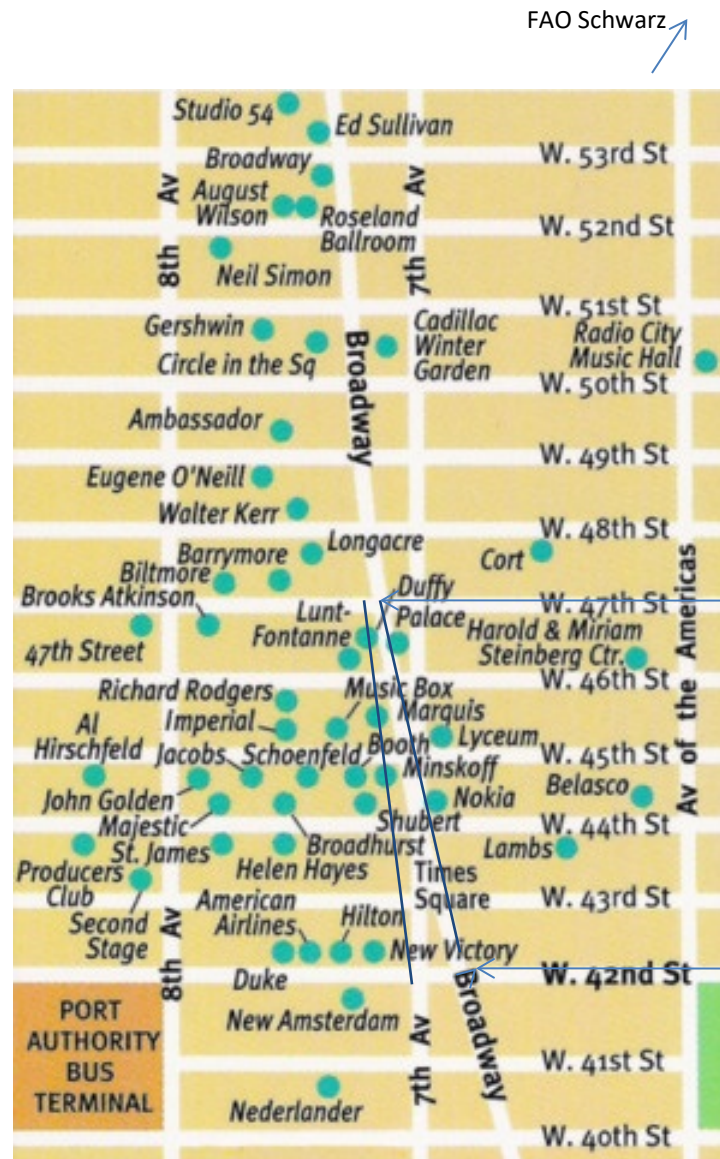 FAO Schwarz
Studio 54
Ed Sullivan
W. 53rd St
Broadway
8th Av
7th Av
August
Wilson
Roseland
Ballroom
W. 52nd St
Neil Simon
W. 51st St
Gershwin
Circle in the Sq
Broadway
Cadillac
Winter
Garden
Radio City
Music Hall
W. 50th St
Ambassador
W. 49th St
Eugene O'Neill
Walter Kerr
W. 48th St
Longacre
Barrymore
Cort
Biltmore
Brooks Atkinson
Duffy
W. 47th St
47th Street
Lunt-
Fontanne
Palace
Harold & Miriam
Steinberg Ctr.
Av of the Americas
W. 46th St
Richard Rodgers
Music Box
Imperial
Marquis
Lyceum
Al
Hirschfeld
Jacobs
Schoenfeld
Booth
W. 45th St
Minskoff
John Golden
Nokia
Belasco
Majestic
Shubert
W. 44th St
St. James
Broadhurst
Lambs
Producers
Club
Helen Hayes
Times
Square
W. 43rd St
Second
Stage
American
Airlines
Hilton
8th Av
New Victory
Duke
W. 42nd St
PORT
AUTHORITY
BUS
TERMINAL
New Amsterdam
7th Av
Broadway
W. 41st St
Nederlander
W. 40th St